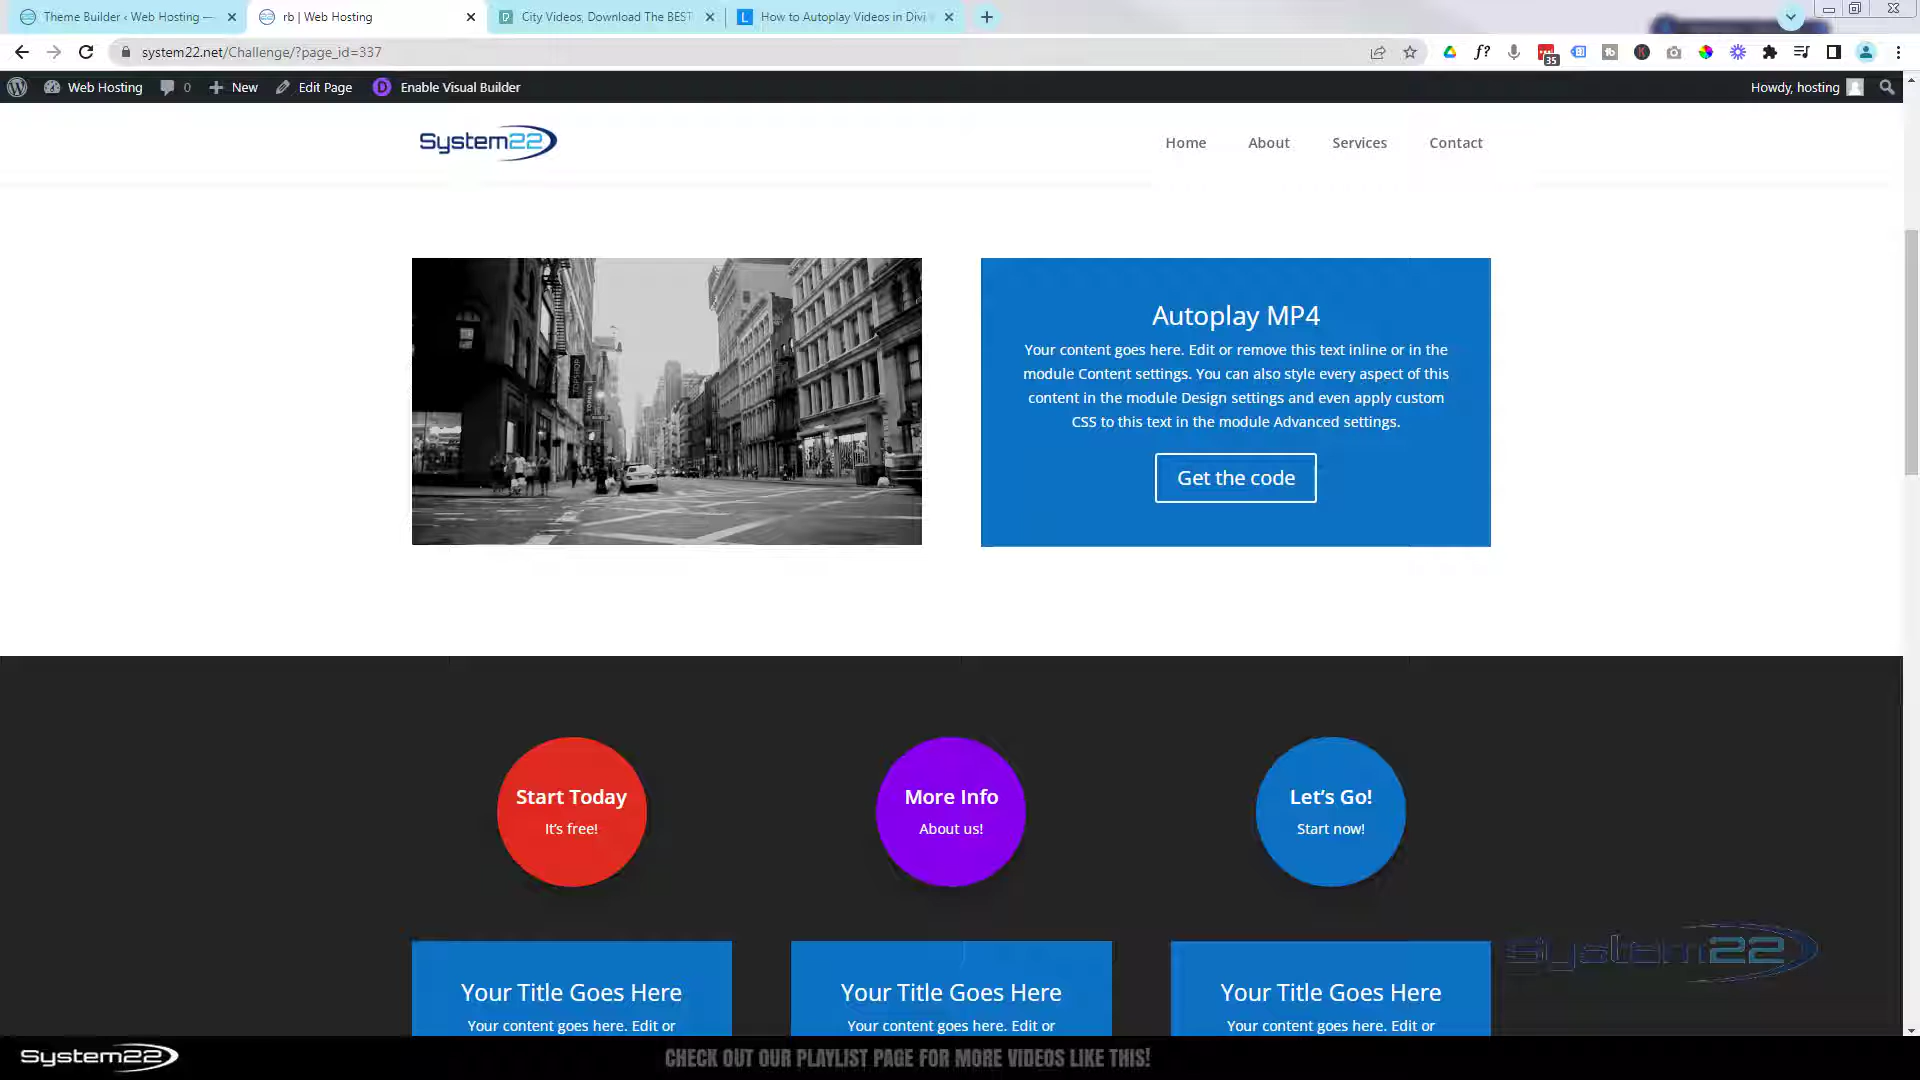 Theme Builder ‹ Web Hosting —
rb | Web Hosting
City Videos, Download The BEST
How to Autoplay Videos in Divi
system22.net/Challenge/?page_id=337
f?
35
Web Hosting
0
New
Edit Page
D
Enable Visual Builder
Howdy, hosting
System22
Home
About
Services
Contact
Autoplay MP4
Your content goes here. Edit or remove this text inline or in the
module Content settings. You can also style every aspect of this
content in the module Design settings and even apply custom
CSS to this text in the module Advanced settings.
Get the code
TOPSHOP
Start Today
It's free!
More Info
About us!
Let's Go!
Start now!
System22
Your Title Goes Here
Your content goes here. Edit or
Your Title Goes Here
Your content goes here. Edit or
Your Title Goes Here
Your content goes here. Edit or
System22
CHECK OUT OUR PLAYLIST PAGE FOR MORE VIDEOS LIKE THIS!